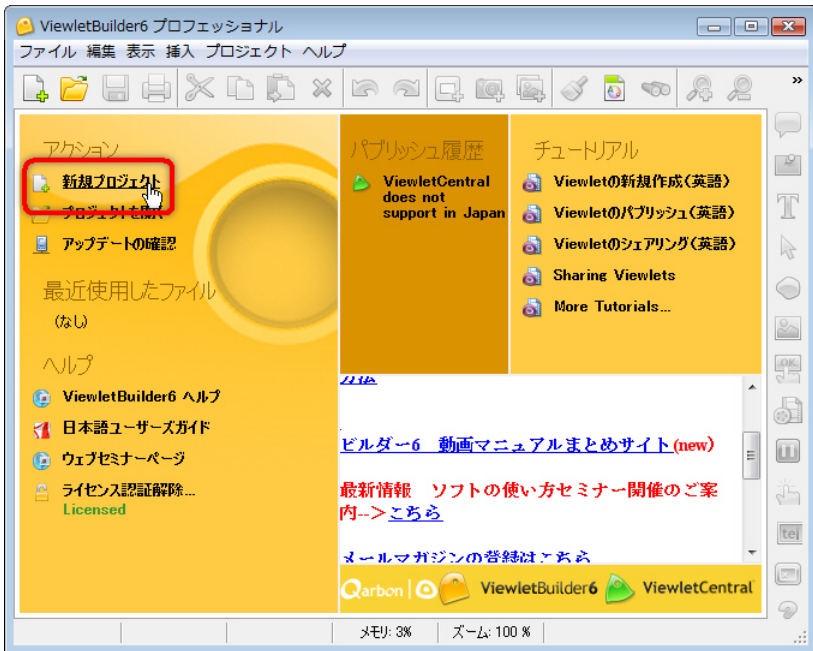 ViewletBuilder6 プロフェッショナル
ファイル 編集 表示 挿入 プロジェクト ヘルプ
»
アクション
新規プロジェクト
プロジェクトを開く
アップデートの確認
最近使用したファイル
(なし)
ヘルプ
ViewletBuilder6 ヘルプ
日本語ユーザーズガイド
ウェブセミナーページ
ライセンス認証解除...
Licensed
パブリッシュ履歴
ViewletCentral
does not
support in Japan
チュートリアル
Viewletの新規作成(英語)
Viewletのパブリッシュ(英語)
Viewletのシェアリング(英語)
Sharing Viewlets
More Tutorials...
方法
ビルダー6 動画マニュアルまとめサイト(new)
最新情報 ソフトの使い方セミナー開催のご案
内-->こちら
メールマガジンの登録はこちら
Qarbon ViewletBuilder6 ViewletCentral
T
OK
tel
メモリ: 3% ズーム: 100 %